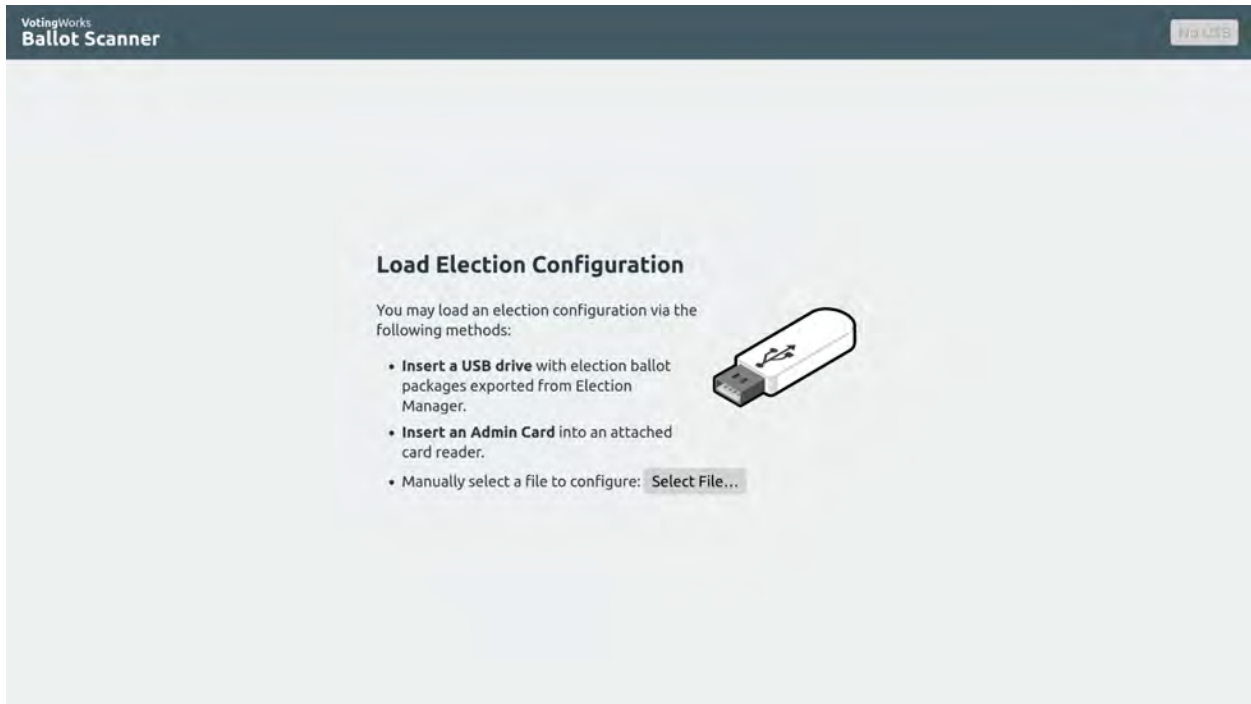 VotingWorks
Ballot Scanner
No USB
Load Election Configuration
You may load an election configuration via the
following methods:
• Insert a USB drive with election ballot
packages exported from Election
Manager.
• Insert an Admin Card into an attached
card reader.
• Manually select a file to configure: Select File…